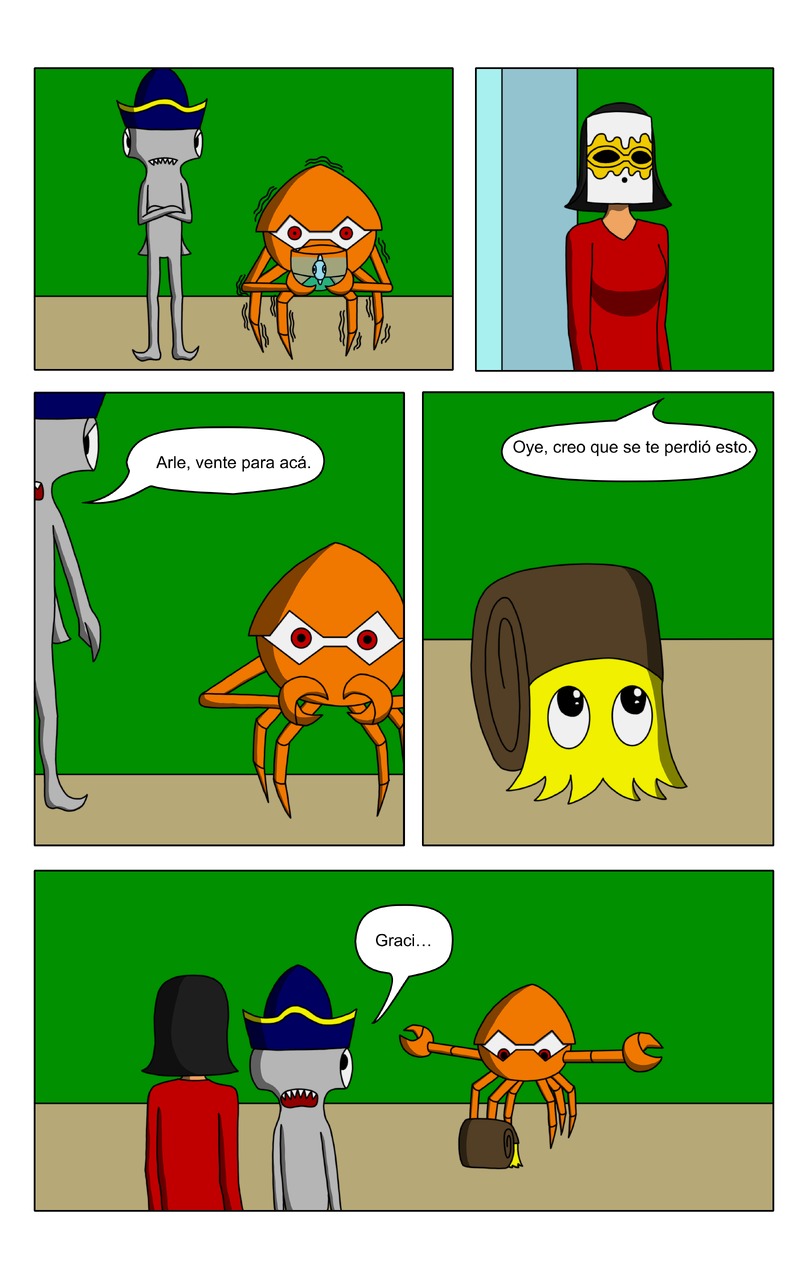 Arle, vente para acá.
Oye, creo que se te perdió esto.
Graci…